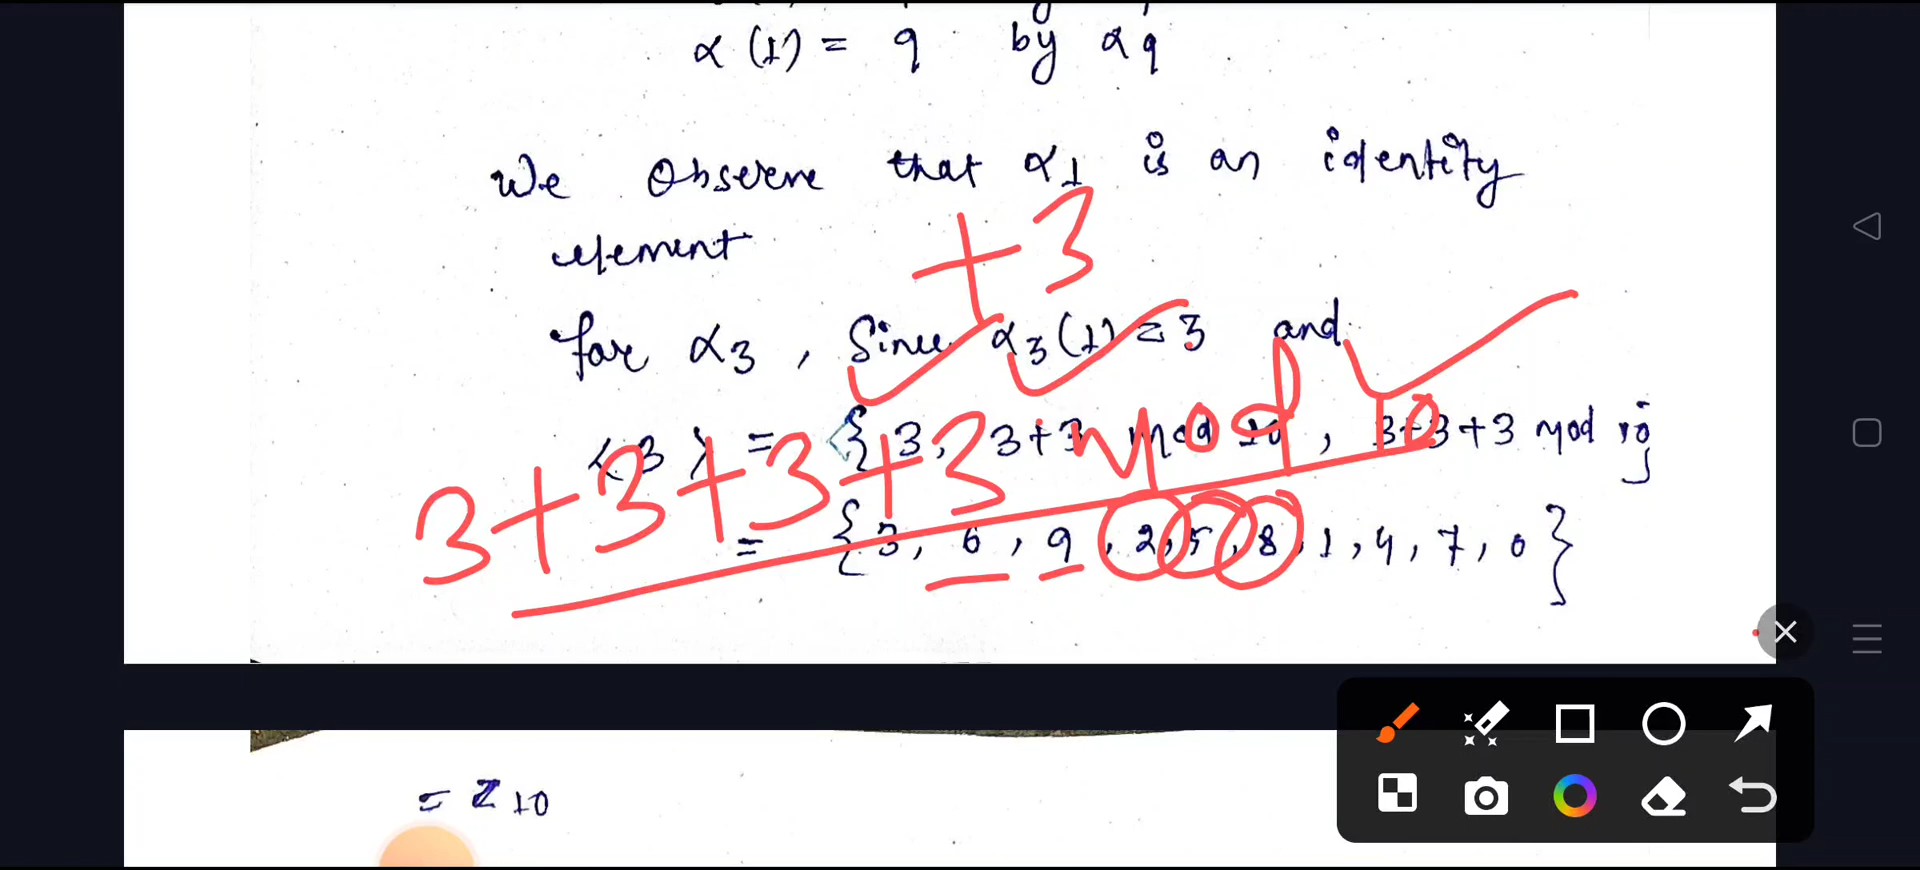 α (1) = 9 by α9
We Observe that α1 is an identity
element
+3
for α3 , Since α3(1) = 3 and
< 3 > = { 3, 3+3 mod 10 , 3+3+3 mod 10 }
3+3+3+3 mod 10
= { 3, 6, 9, 2, 5, 8, 1, 4, 7, 0 }
= Z10